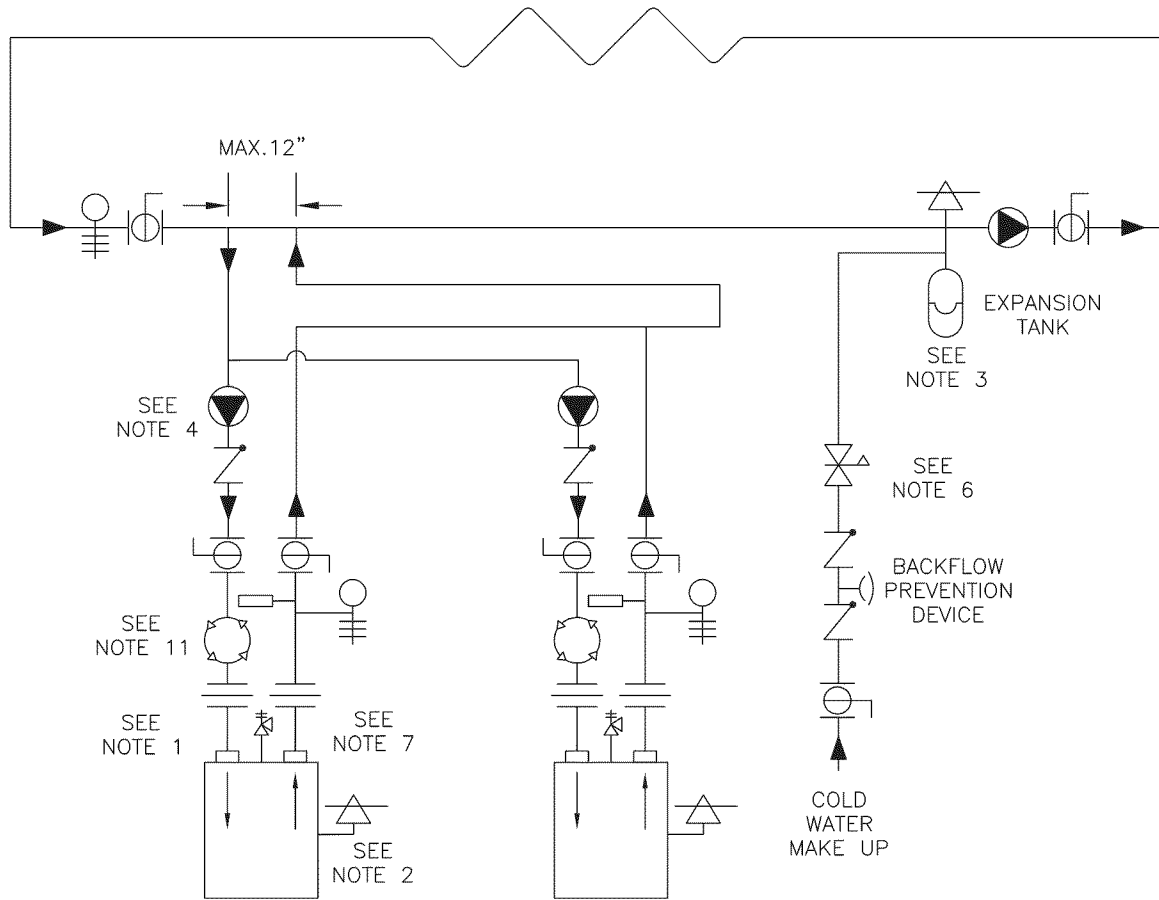 MAX.12"
EXPANSION
TANK
SEE
NOTE 3
SEE
NOTE 4
SEE
NOTE 6
BACKFLOW
PREVENTION
DEVICE
SEE
NOTE 11
SEE
NOTE 1
SEE
NOTE 7
COLD
WATER
MAKE UP
SEE
NOTE 2